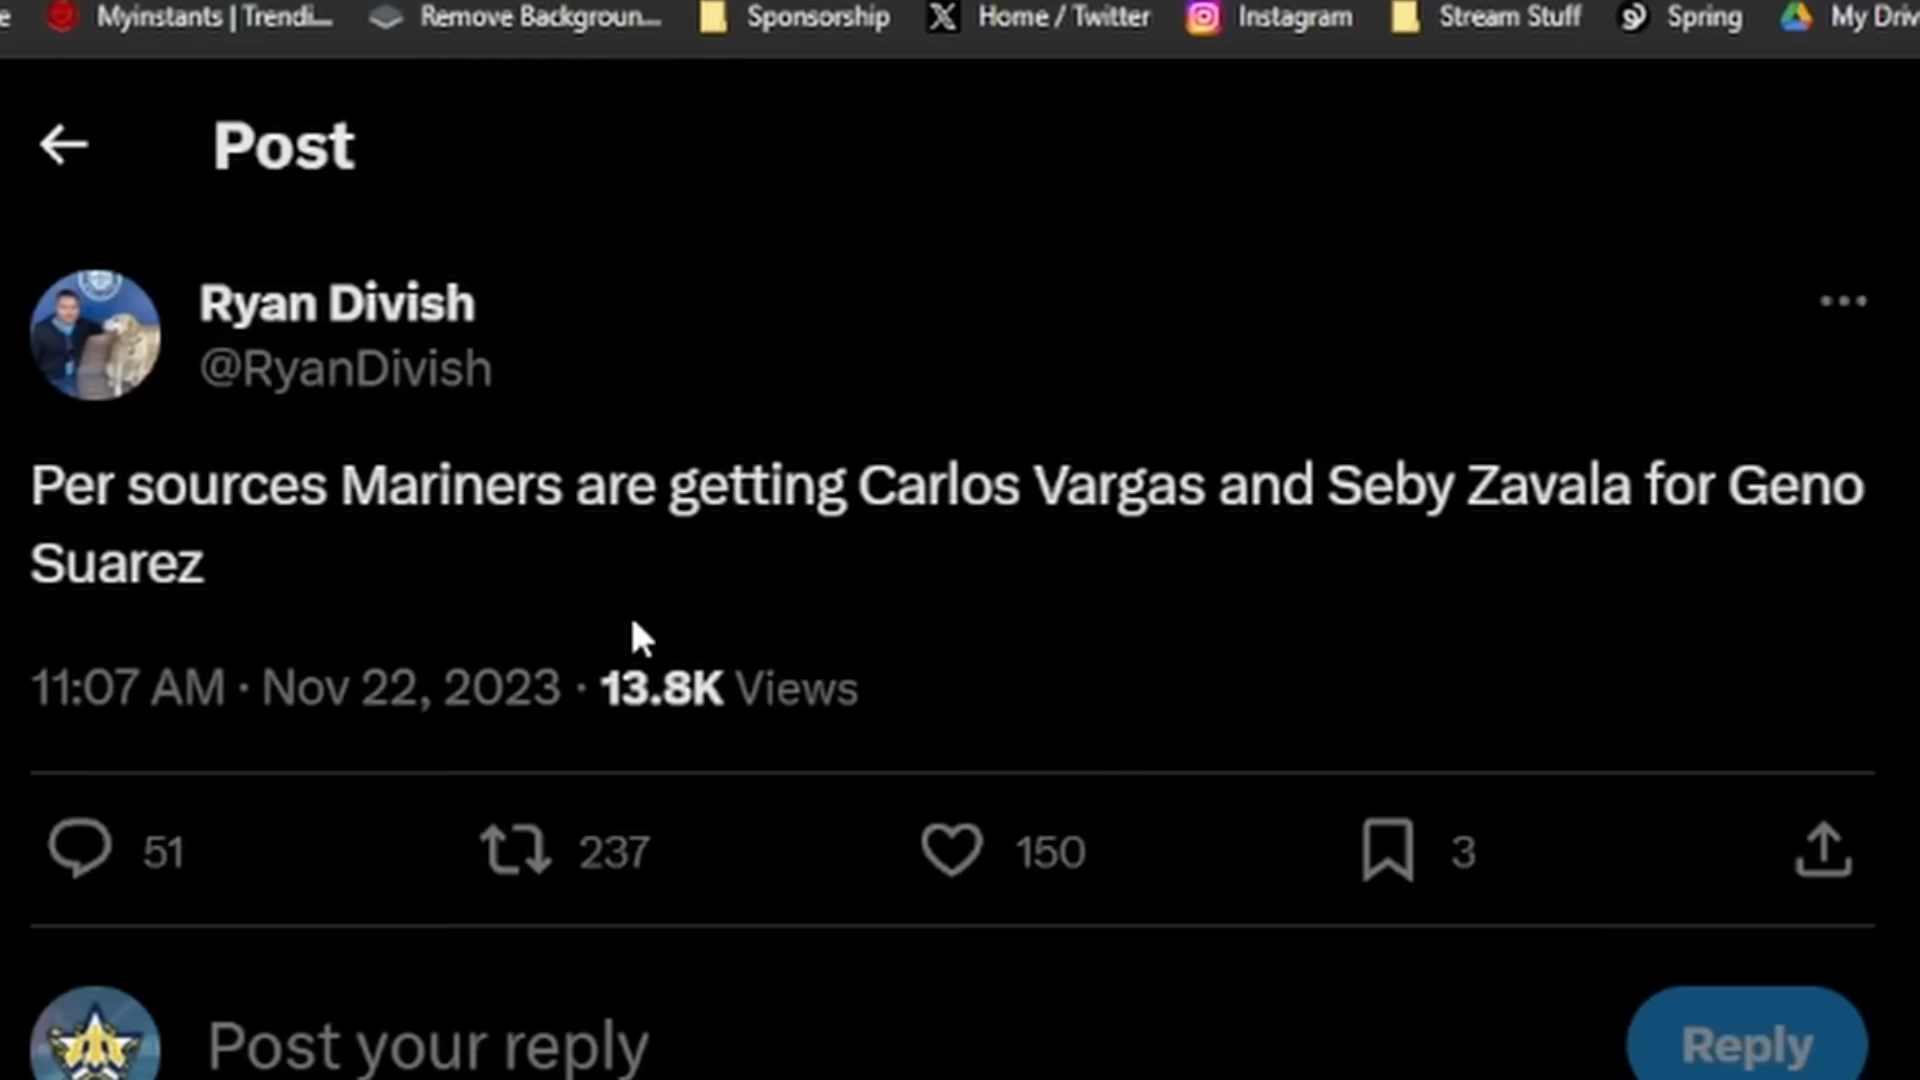 Myinstants | Trendi... Remove Backgroun... Sponsorship Home / Twitter Instagram Stream Stuff Spring My Driv
Post
Ryan Divish
@RyanDivish
Per sources Mariners are getting Carlos Vargas and Seby Zavala for Geno
Suarez
11:07 AM · Nov 22, 2023 · 13.8K Views
51 237 150 3
Post your reply
Reply